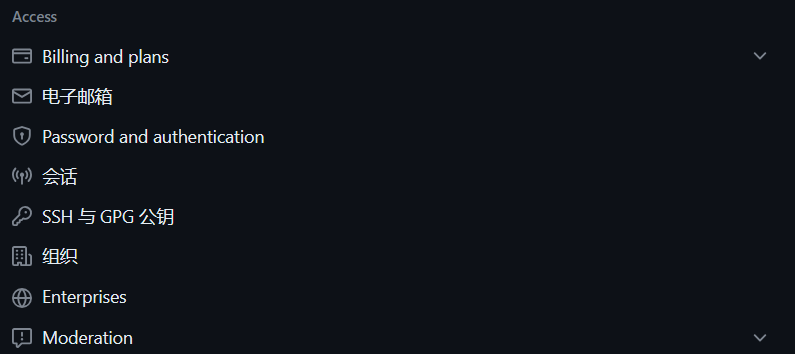 Access
Billing and plans
电子邮箱
Password and authentication
会话
SSH 与 GPG 公钥
组织
Enterprises
Moderation